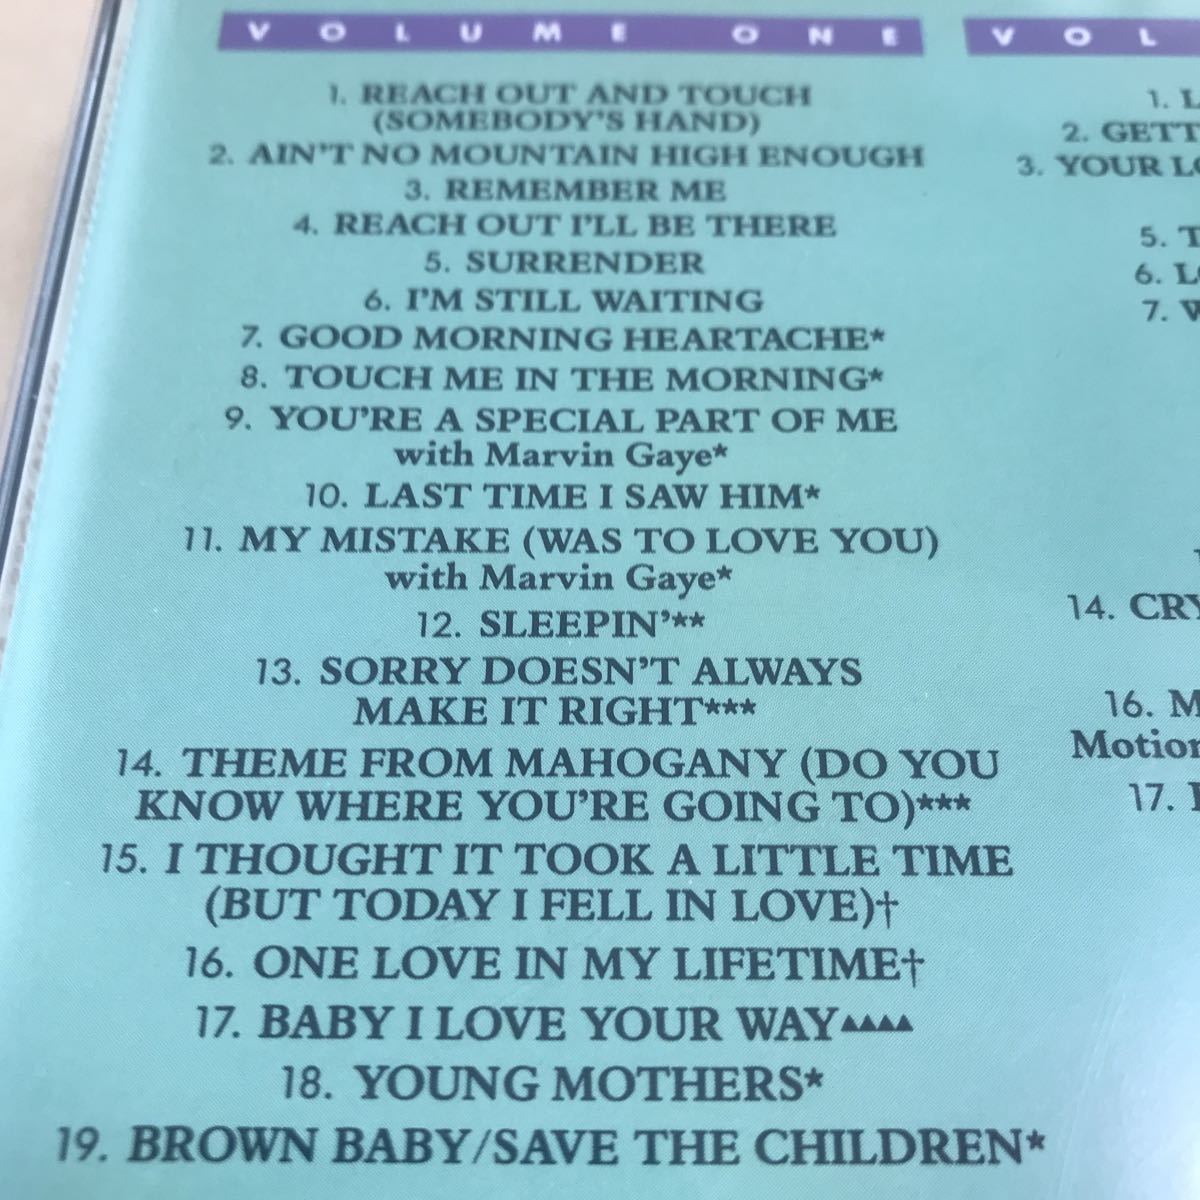 VOLUME ONE
1. REACH OUT AND TOUCH
(SOMEBODY'S HAND)
2. AIN'T NO MOUNTAIN HIGH ENOUGH
3. REMEMBER ME
4. REACH OUT I'LL BE THERE
5. SURRENDER
6. I'M STILL WAITING
7. GOOD MORNING HEARTACHE*
8. TOUCH ME IN THE MORNING*
9. YOU'RE A SPECIAL PART OF ME
with Marvin Gaye*
10. LAST TIME I SAW HIM*
11. MY MISTAKE (WAS TO LOVE YOU)
with Marvin Gaye*
12. SLEEPIN'**
13. SORRY DOESN'T ALWAYS
MAKE IT RIGHT***
14. THEME FROM MAHOGANY (DO YOU
KNOW WHERE YOU'RE GOING TO)***
15. I THOUGHT IT TOOK A LITTLE TIME
(BUT TODAY I FELL IN LOVE)†
16. ONE LOVE IN MY LIFETIME†
17. BABY I LOVE YOUR WAY▲▲▲▲
18. YOUNG MOTHERS*
19. BROWN BABY/SAVE THE CHILDREN*
VOL
1. L
2. GETT
3. YOUR LO
5. T
6. LO
7. W
14. CRY
16. M
Motion
17.